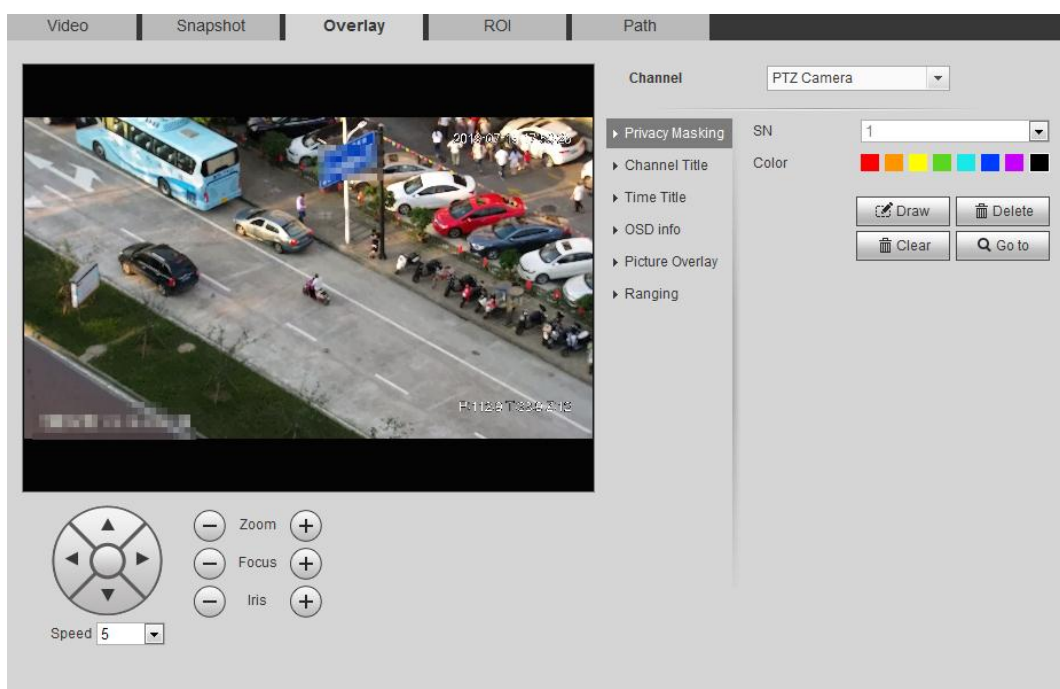 Video Snapshot Overlay ROI Path
Channel PTZ Camera
Privacy Masking
Channel Title
Time Title
OSD info
Picture Overlay
Ranging
SN 1
Color
Draw Delete
Clear Go to
Zoom
Focus
Iris
Speed 5